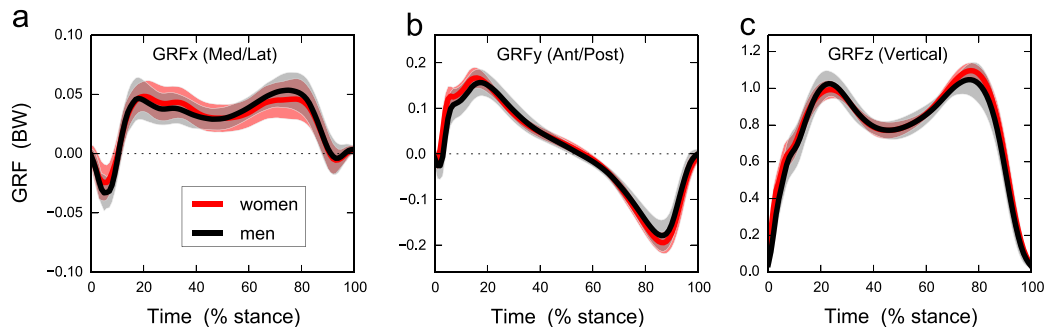 a
GRFx (Med/Lat)
GRF (BW)
0.10
0.05
0.00
−0.05
−0.10
women
men
0 20 40 60 80 100
Time (% stance)
b
GRFy (Ant/Post)
0.2
0.1
0.0
−0.1
−0.2
0 20 40 60 80 100
Time (% stance)
c
GRFz (Vertical)
1.2
1.0
0.8
0.6
0.4
0.2
0.0
0 20 40 60 80 100
Time (% stance)